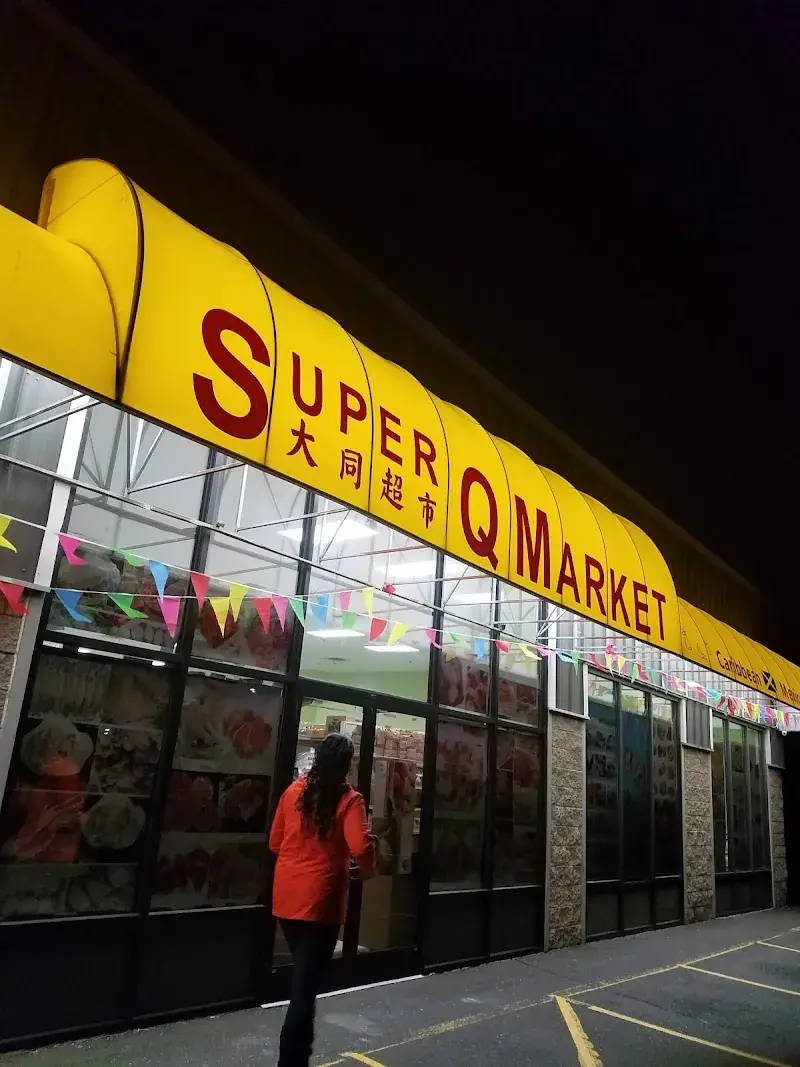 SUPER Q MARKET
大同超市
Caribbean